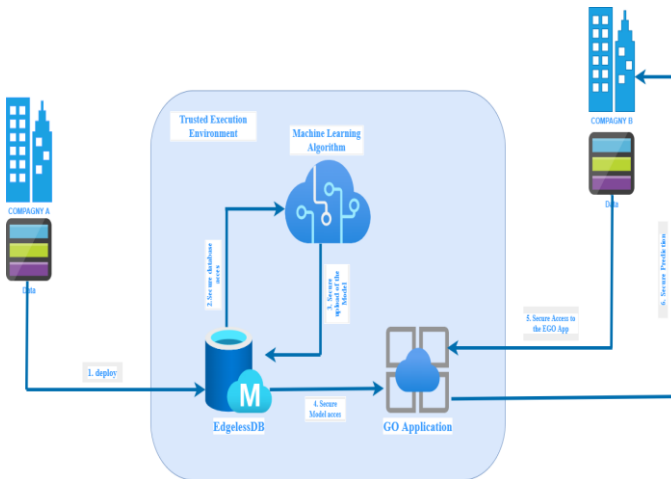 COMPAGNY B
Data
Trusted Execution
Environment
Machine Learning
Algorithm
COMPAGNY A
Data
2.Secure database
acces
3. Secure
upload of the
Model
6. Secure Prediction
5. Secure Access to
the EGO App
1. deploy
M
4. Secure
Model acces
EdgelessDB
GO Application